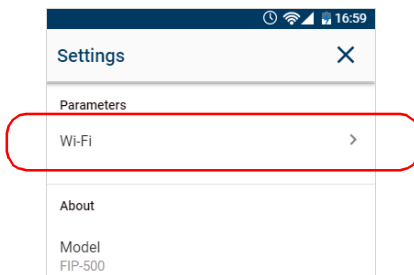 16:59
Settings
Parameters
Wi-Fi
About
Model
FIP-500